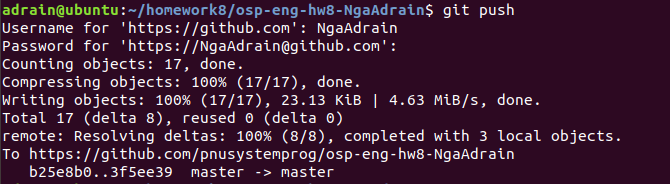 adrain@ubuntu:~/homework8/osp-eng-hw8-NgaAdrain$ git push
Username for 'https://github.com': NgaAdrain
Password for 'https://NgaAdrain@github.com':
Counting objects: 17, done.
Compressing objects: 100% (17/17), done.
Writing objects: 100% (17/17), 23.13 KiB | 4.63 MiB/s, done.
Total 17 (delta 8), reused 0 (delta 0)
remote: Resolving deltas: 100% (8/8), completed with 3 local objects.
To https://github.com/pnusystemprog/osp-eng-hw8-NgaAdrain
   b25e8b0..3f5ee39  master -> master